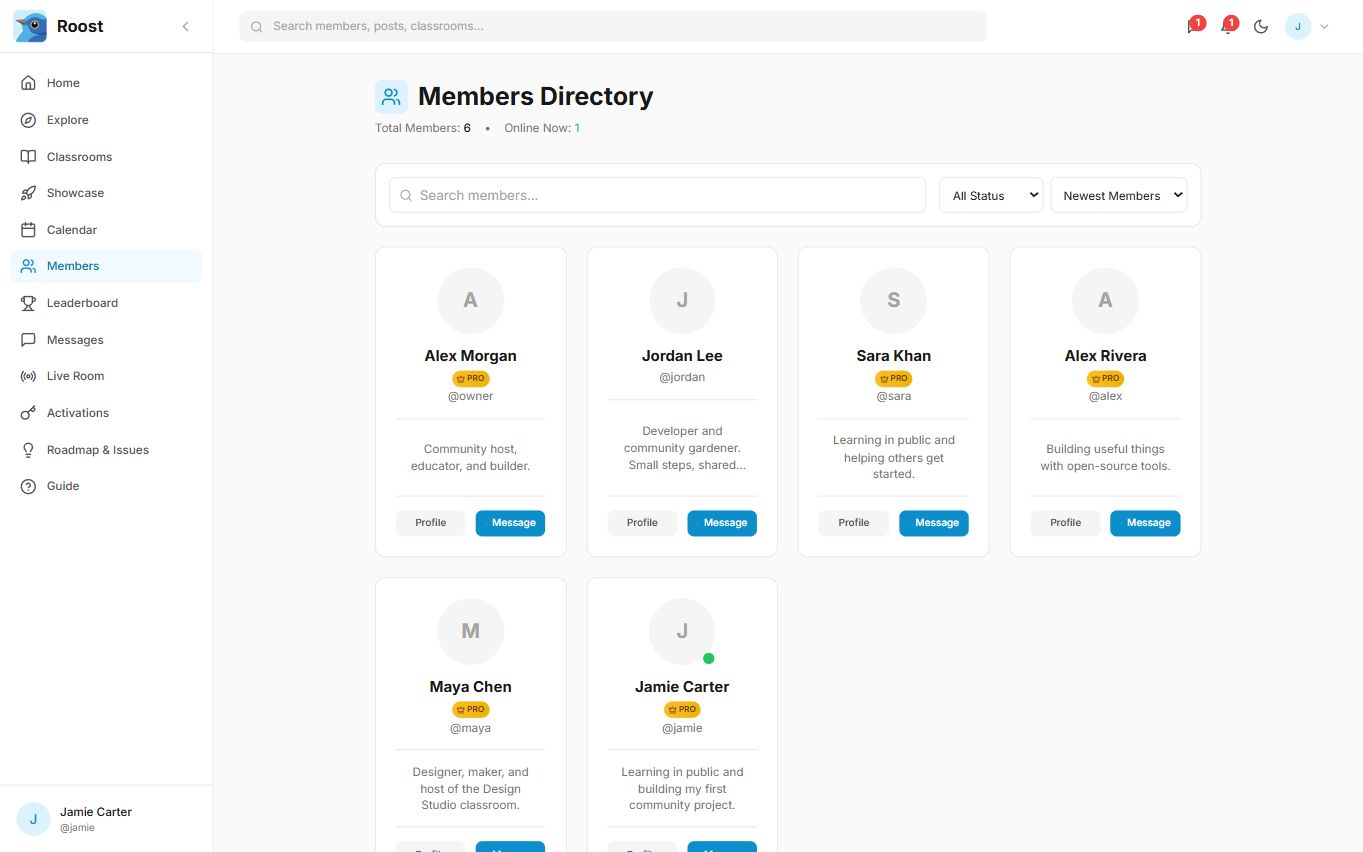 Roost
Search members, posts, classrooms...
1
1
J
Home
Explore
Classrooms
Showcase
Calendar
Members
Leaderboard
Messages
Live Room
Activations
Roadmap & Issues
Guide
Jamie Carter
@jamie
J
Members Directory
Total Members: 6 • Online Now: 1
Search members...
All Status
Newest Members
A
Alex Morgan
PRO
@owner
Community host,
educator, and builder.
Profile
Message
J
Jordan Lee
@jordan
Developer and
community gardener.
Small steps, shared...
Profile
Message
S
Sara Khan
PRO
@sara
Learning in public and
helping others get
started.
Profile
Message
A
Alex Rivera
PRO
@alex
Building useful things
with open-source tools.
Profile
Message
M
Maya Chen
PRO
@maya
Designer, maker, and
host of the Design
Studio classroom.
J
Jamie Carter
PRO
@jamie
Learning in public and
building my first
community project.